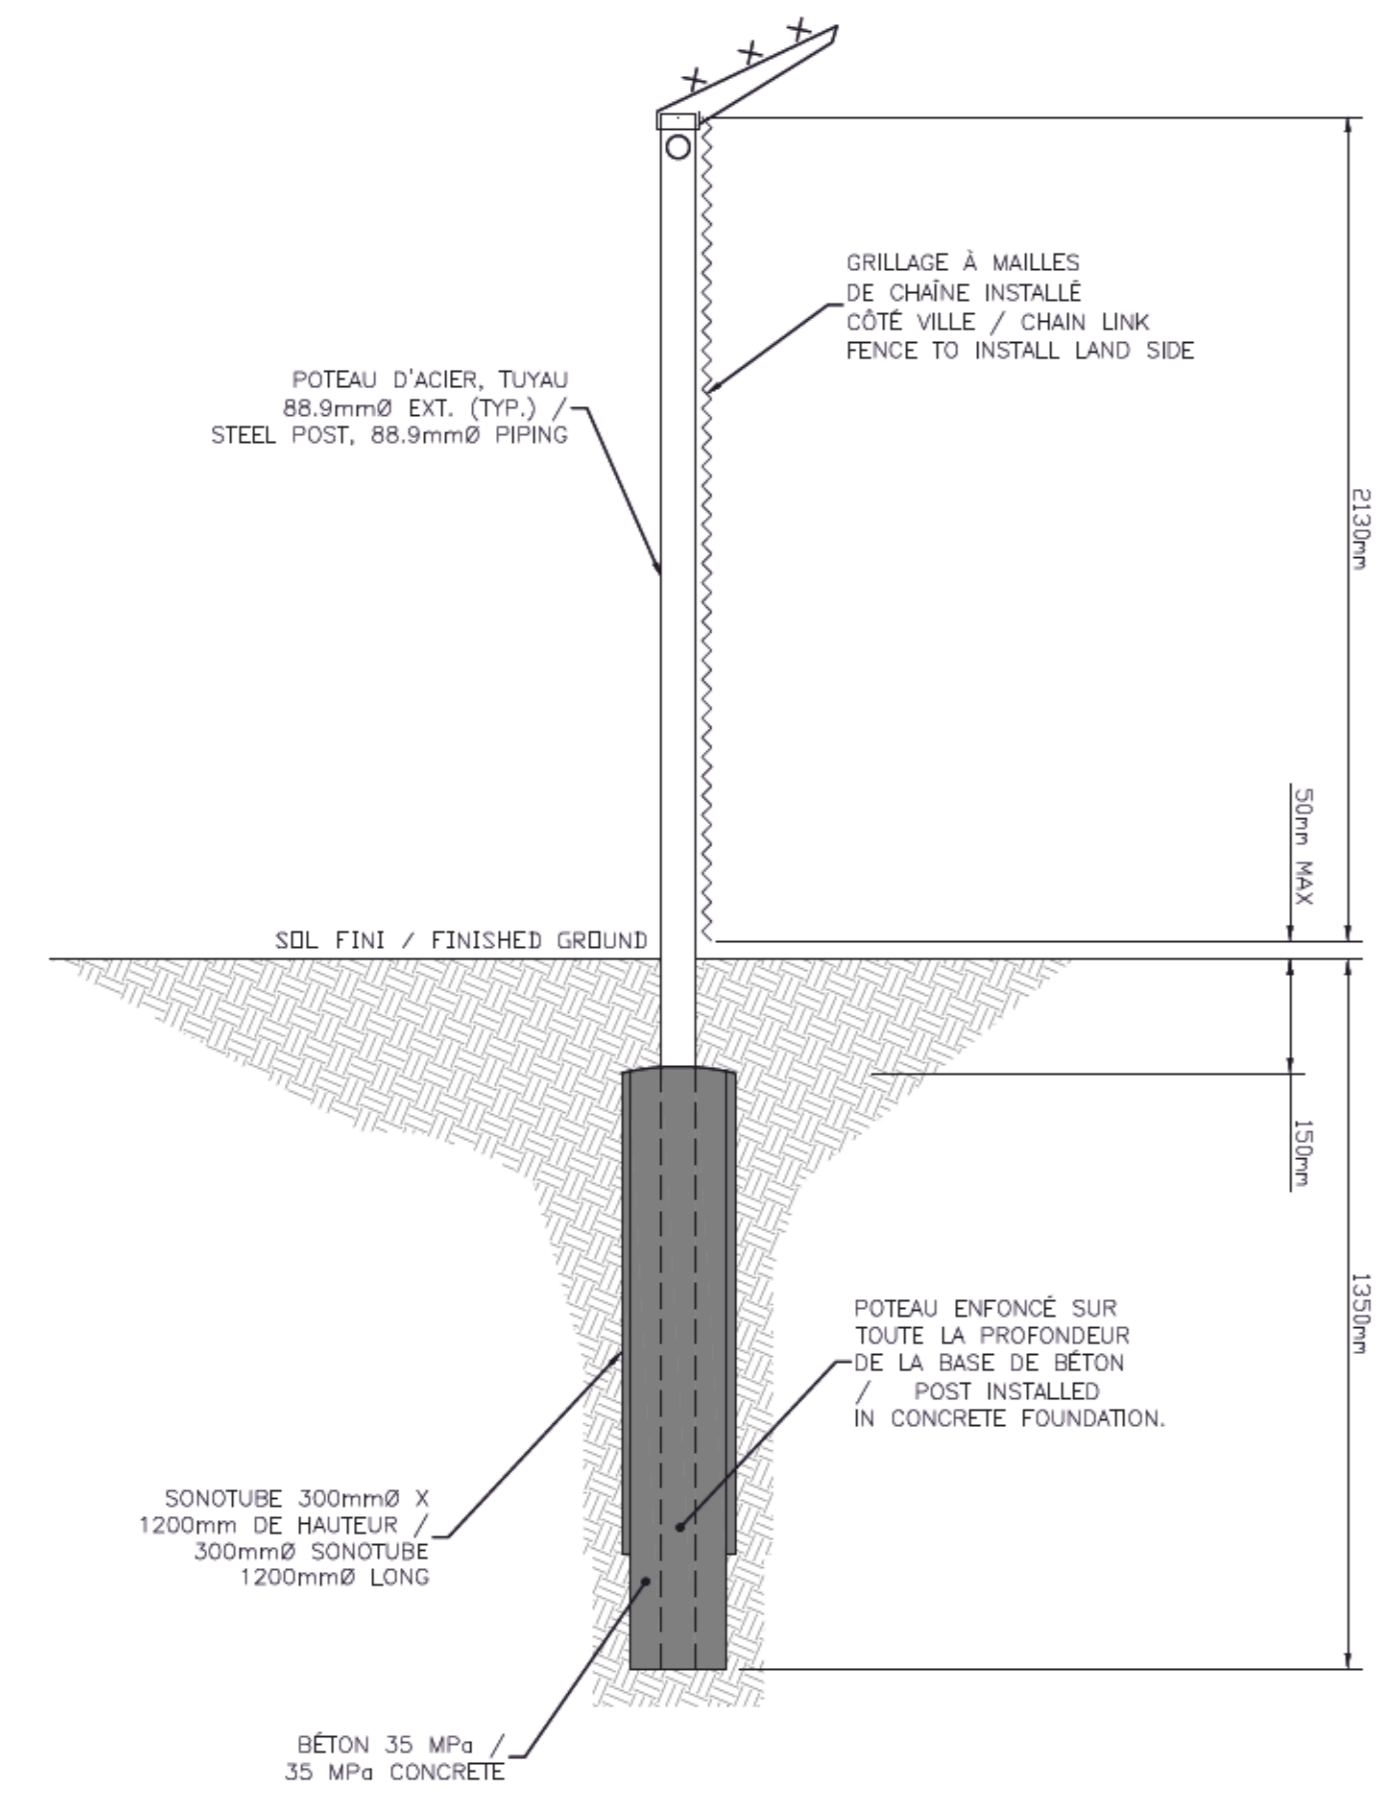 GRILLAGE À MAILLES
DE CHAÎNE INSTALLÉ
CÔTÉ VILLE / CHAIN LINK
FENCE TO INSTALL LAND SIDE
POTEAU D'ACIER, TUYAU
88.9mmØ EXT. (TYP.) /
STEEL POST, 88.9mmØ PIPING
2130mm
50mm MAX
SOL FINI / FINISHED GROUND
150mm
1350mm
POTEAU ENFONCÉ SUR
TOUTE LA PROFONDEUR
DE LA BASE DE BÉTON
/ POST INSTALLED
IN CONCRETE FOUNDATION.
SONOTUBE 300mmØ X
1200mm DE HAUTEUR /
300mmØ SONOTUBE
1200mmØ LONG
BÉTON 35 MPa /
35 MPa CONCRETE